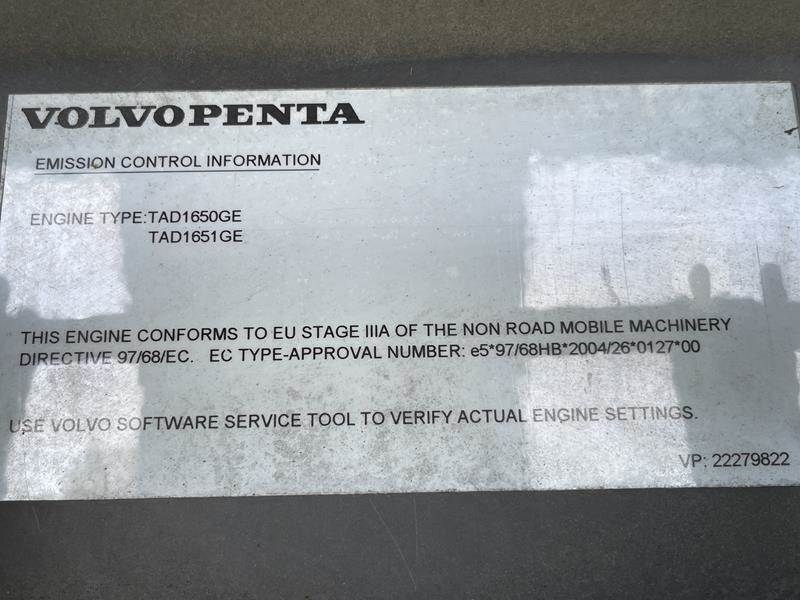 VOLVO PENTA
EMISSION CONTROL INFORMATION
ENGINE TYPE:TAD1650GE
TAD1651GE
THIS ENGINE CONFORMS TO EU STAGE IIIA OF THE NON ROAD MOBILE MACHINERY
DIRECTIVE 97/68/EC. EC TYPE-APPROVAL NUMBER: e5*97/68HB*2004/26*0127*00
USE VOLVO SOFTWARE SERVICE TOOL TO VERIFY ACTUAL ENGINE SETTINGS.
VP: 22279822